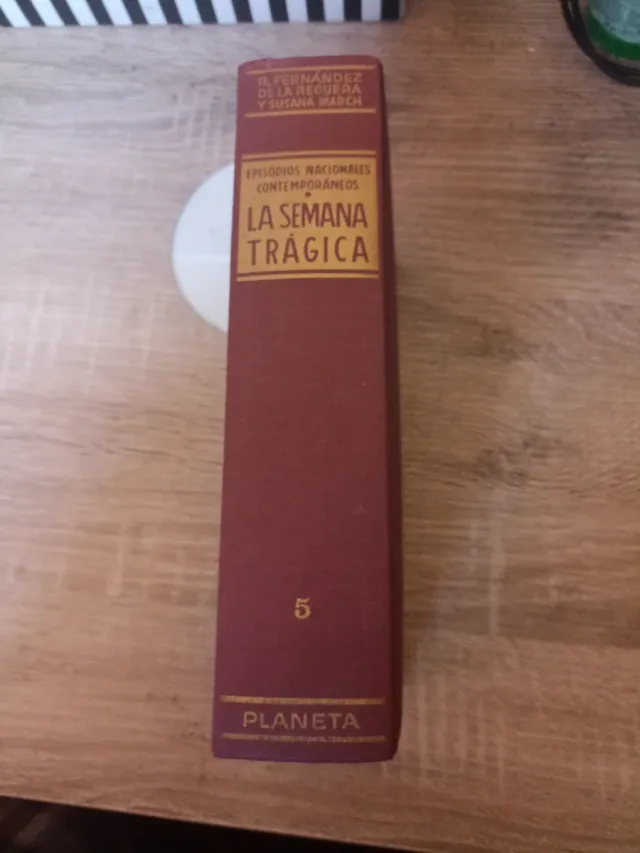 R. FERNÁNDEZ
DE LA REGUERA
Y SUSANA MARCH
EPISODIOS NACIONALES
CONTEMPORÁNEOS
LA SEMANA
TRÁGICA
5
PLANETA